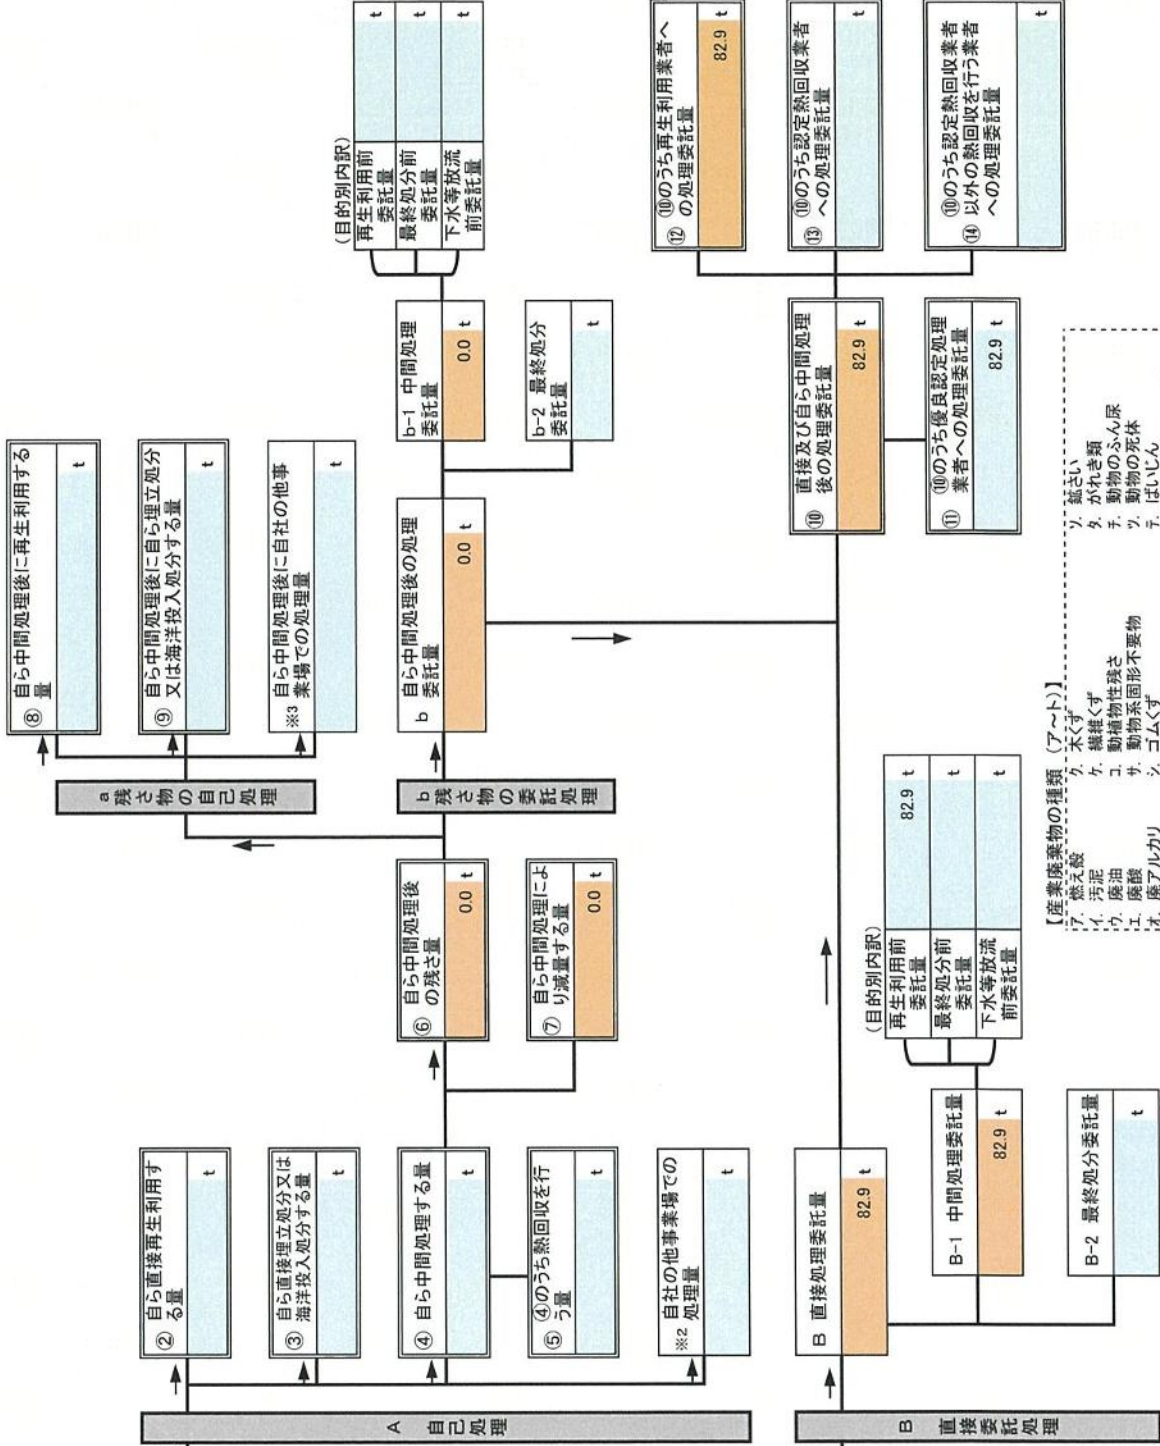 A 自己処理
② 自ら直接再生利用す
る量
t
③ 自ら直接埋立処分又は
海洋投入処分する量
t
④ 自ら中間処理する量
t
⑤ ④のうち熱回収を行
う量
t
※2 自社の他事業場での
処理量
t
⑥ 自ら中間処理後
の残さ量
0.0 t
⑦ 自ら中間処理によ
り減量する量
0.0 t
a 残さ物の自己処理
⑧ 自ら中間処理後に再生利用する
量
t
⑨ 自ら中間処理後に自ら埋立処分
又は海洋投入処分する量
t
※3 自ら中間処理後に自社の他事
業場での処理量
t
b 残さ物の委託処理
b 自ら中間処理後の処理
委託量
0.0 t
b-1 中間処理
委託量
0.0 t
b-2 最終処分
委託量
t
(目的別内訳)
再生利用前
委託量
t
最終処分前
委託量
t
下水等放流
前委託量
t
B 直接委託処理
B 直接処理委託量
82.9 t
B-1 中間処理委託量
82.9 t
B-2 最終処分委託量
t
(目的別内訳)
再生利用前
委託量
82.9 t
最終処分前
委託量
t
下水等放流
前委託量
t
⑩ 直接及び自ら中間処理
後の処理委託量
82.9 t
⑪ ⑩のうち優良認定処理
業者への処理委託量
82.9 t
⑫ ⑩のうち再生利用業者へ
の処理委託量
82.9 t
⑬ ⑩のうち認定熱回収業者
への処理委託量
t
⑭ ⑩のうち認定熱回収業者
以外の熱回収を行う業者
への処理委託量
t
【産業廃棄物の種類(ア～ト)】
ア. 燃え殻 ク. 木くず ソ. 鉱さい
イ. 汚泥 ケ. 繊維くず タ. がれき類
ウ. 廃油 コ. 動植物性残さ チ. 動物のふん尿
エ. 廃酸 サ. 動物系固形不要物 ツ. 動物の死体
オ. 廃アルカリ シ. ゴムくず テ. ばいじん